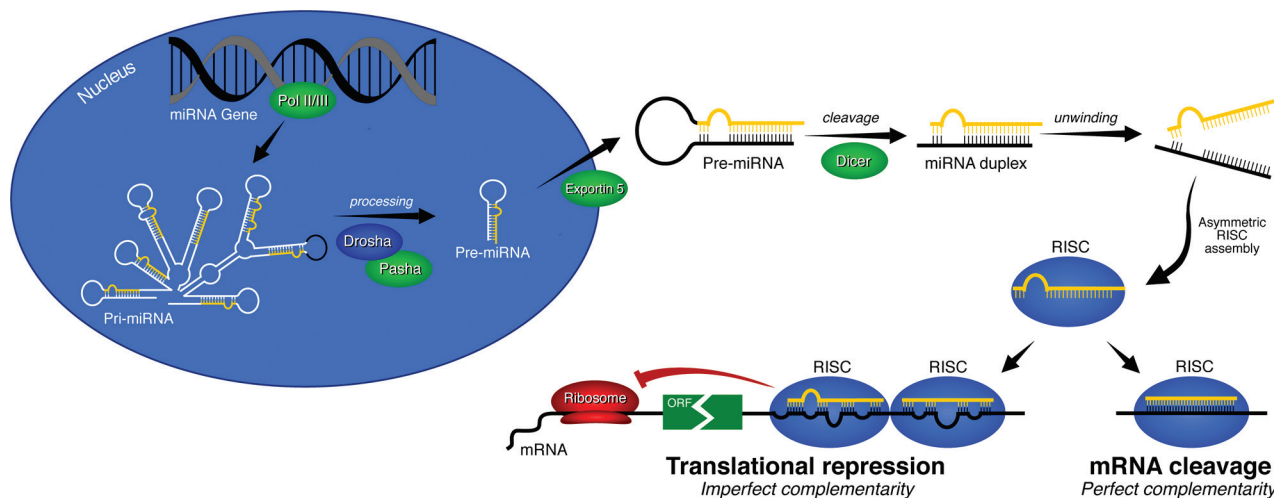 Nucleus
miRNA Gene
Pol II/III
Pri-miRNA
processing
Drosha
Pasha
Pre-miRNA
Exportin 5
Pre-miRNA
cleavage
Dicer
miRNA duplex
unwinding
Asymmetric
RISC
assembly
RISC
RISC
RISC
RISC
Ribosome
ORF
mRNA
Translational repression
Imperfect complementarity
mRNA cleavage
Perfect complementarity